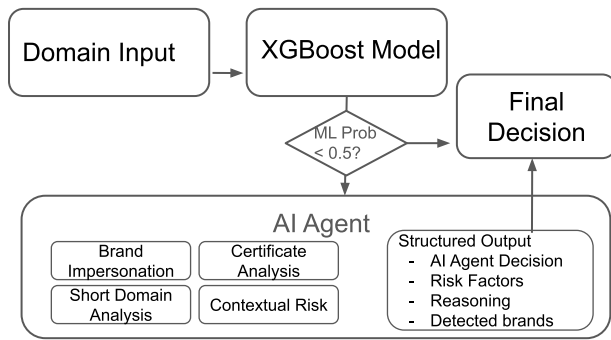 Domain Input
XGBoost Model
ML Prob
< 0.5?
Final
Decision
AI Agent
Brand
Impersonation
Certificate
Analysis
Short Domain
Analysis
Contextual Risk
Structured Output
- AI Agent Decision
- Risk Factors
- Reasoning
- Detected brands